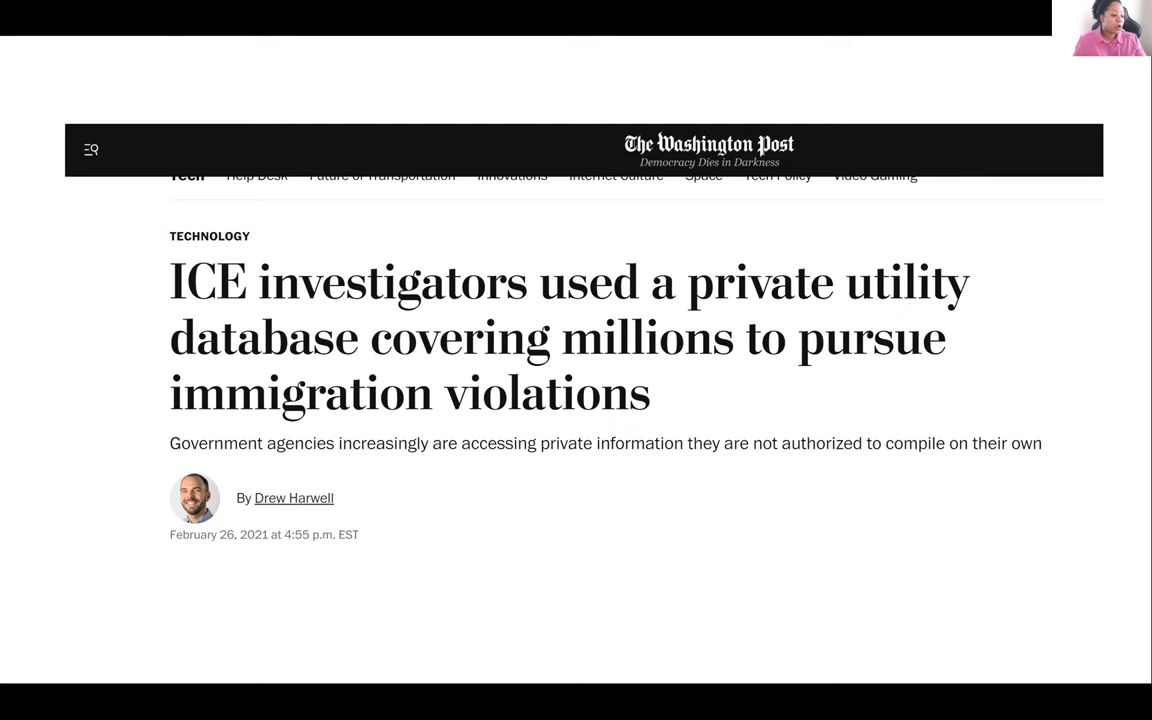 The Washington Post
Democracy Dies in Darkness
Tech Help Desk Future of Transportation Innovations Internet Culture Space Tech Policy Video Gaming
TECHNOLOGY
ICE investigators used a private utility
database covering millions to pursue
immigration violations
Government agencies increasingly are accessing private information they are not authorized to compile on their own
By Drew Harwell
February 26, 2021 at 4:55 p.m. EST